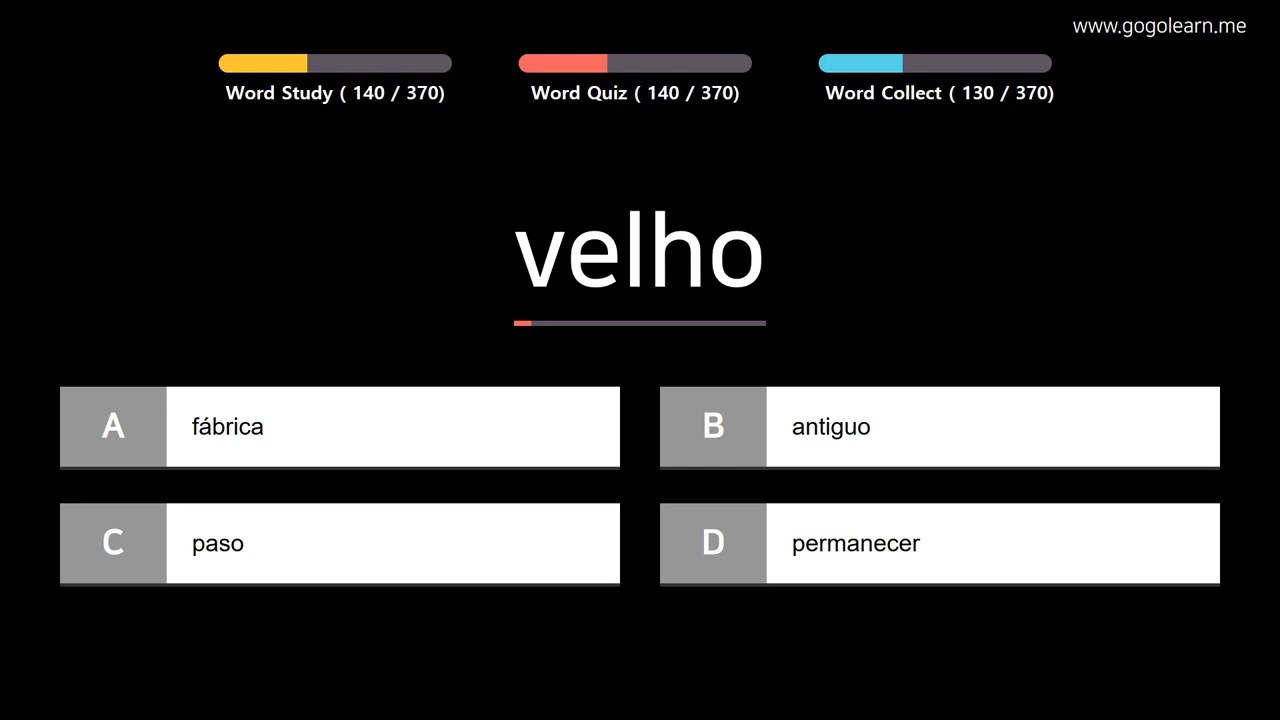 www.gogolearn.me
Word Study ( 140 / 370)
Word Quiz ( 140 / 370)
Word Collect ( 130 / 370)
velho
A fábrica
B antiguo
C paso
D permanecer